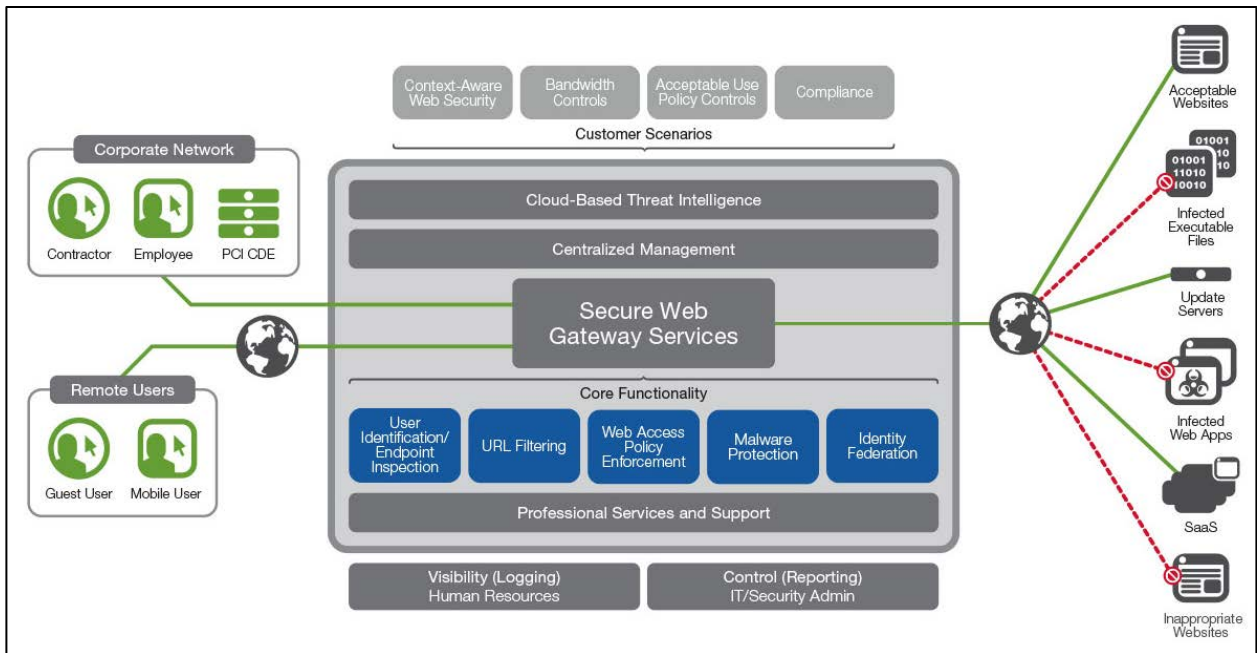 Context-Aware
Web Security
Bandwidth
Controls
Acceptable Use
Policy Controls
Compliance
Customer Scenarios
Corporate Network
Contractor
Employee
PCI CDE
Remote Users
Guest User
Mobile User
Cloud-Based Threat Intelligence
Centralized Management
Secure Web
Gateway Services
Core Functionality
User
Identification/
Endpoint
Inspection
URL Filtering
Web Access
Policy
Enforcement
Malware
Protection
Identity
Federation
Professional Services and Support
Visibility (Logging)
Human Resources
Control (Reporting)
IT/Security Admin
Acceptable
Websites
01001
10
10
01001
11010
10010
Infected
Executable
Files
Update
Servers
Infected
Web Apps
SaaS
Inappropriate
Websites